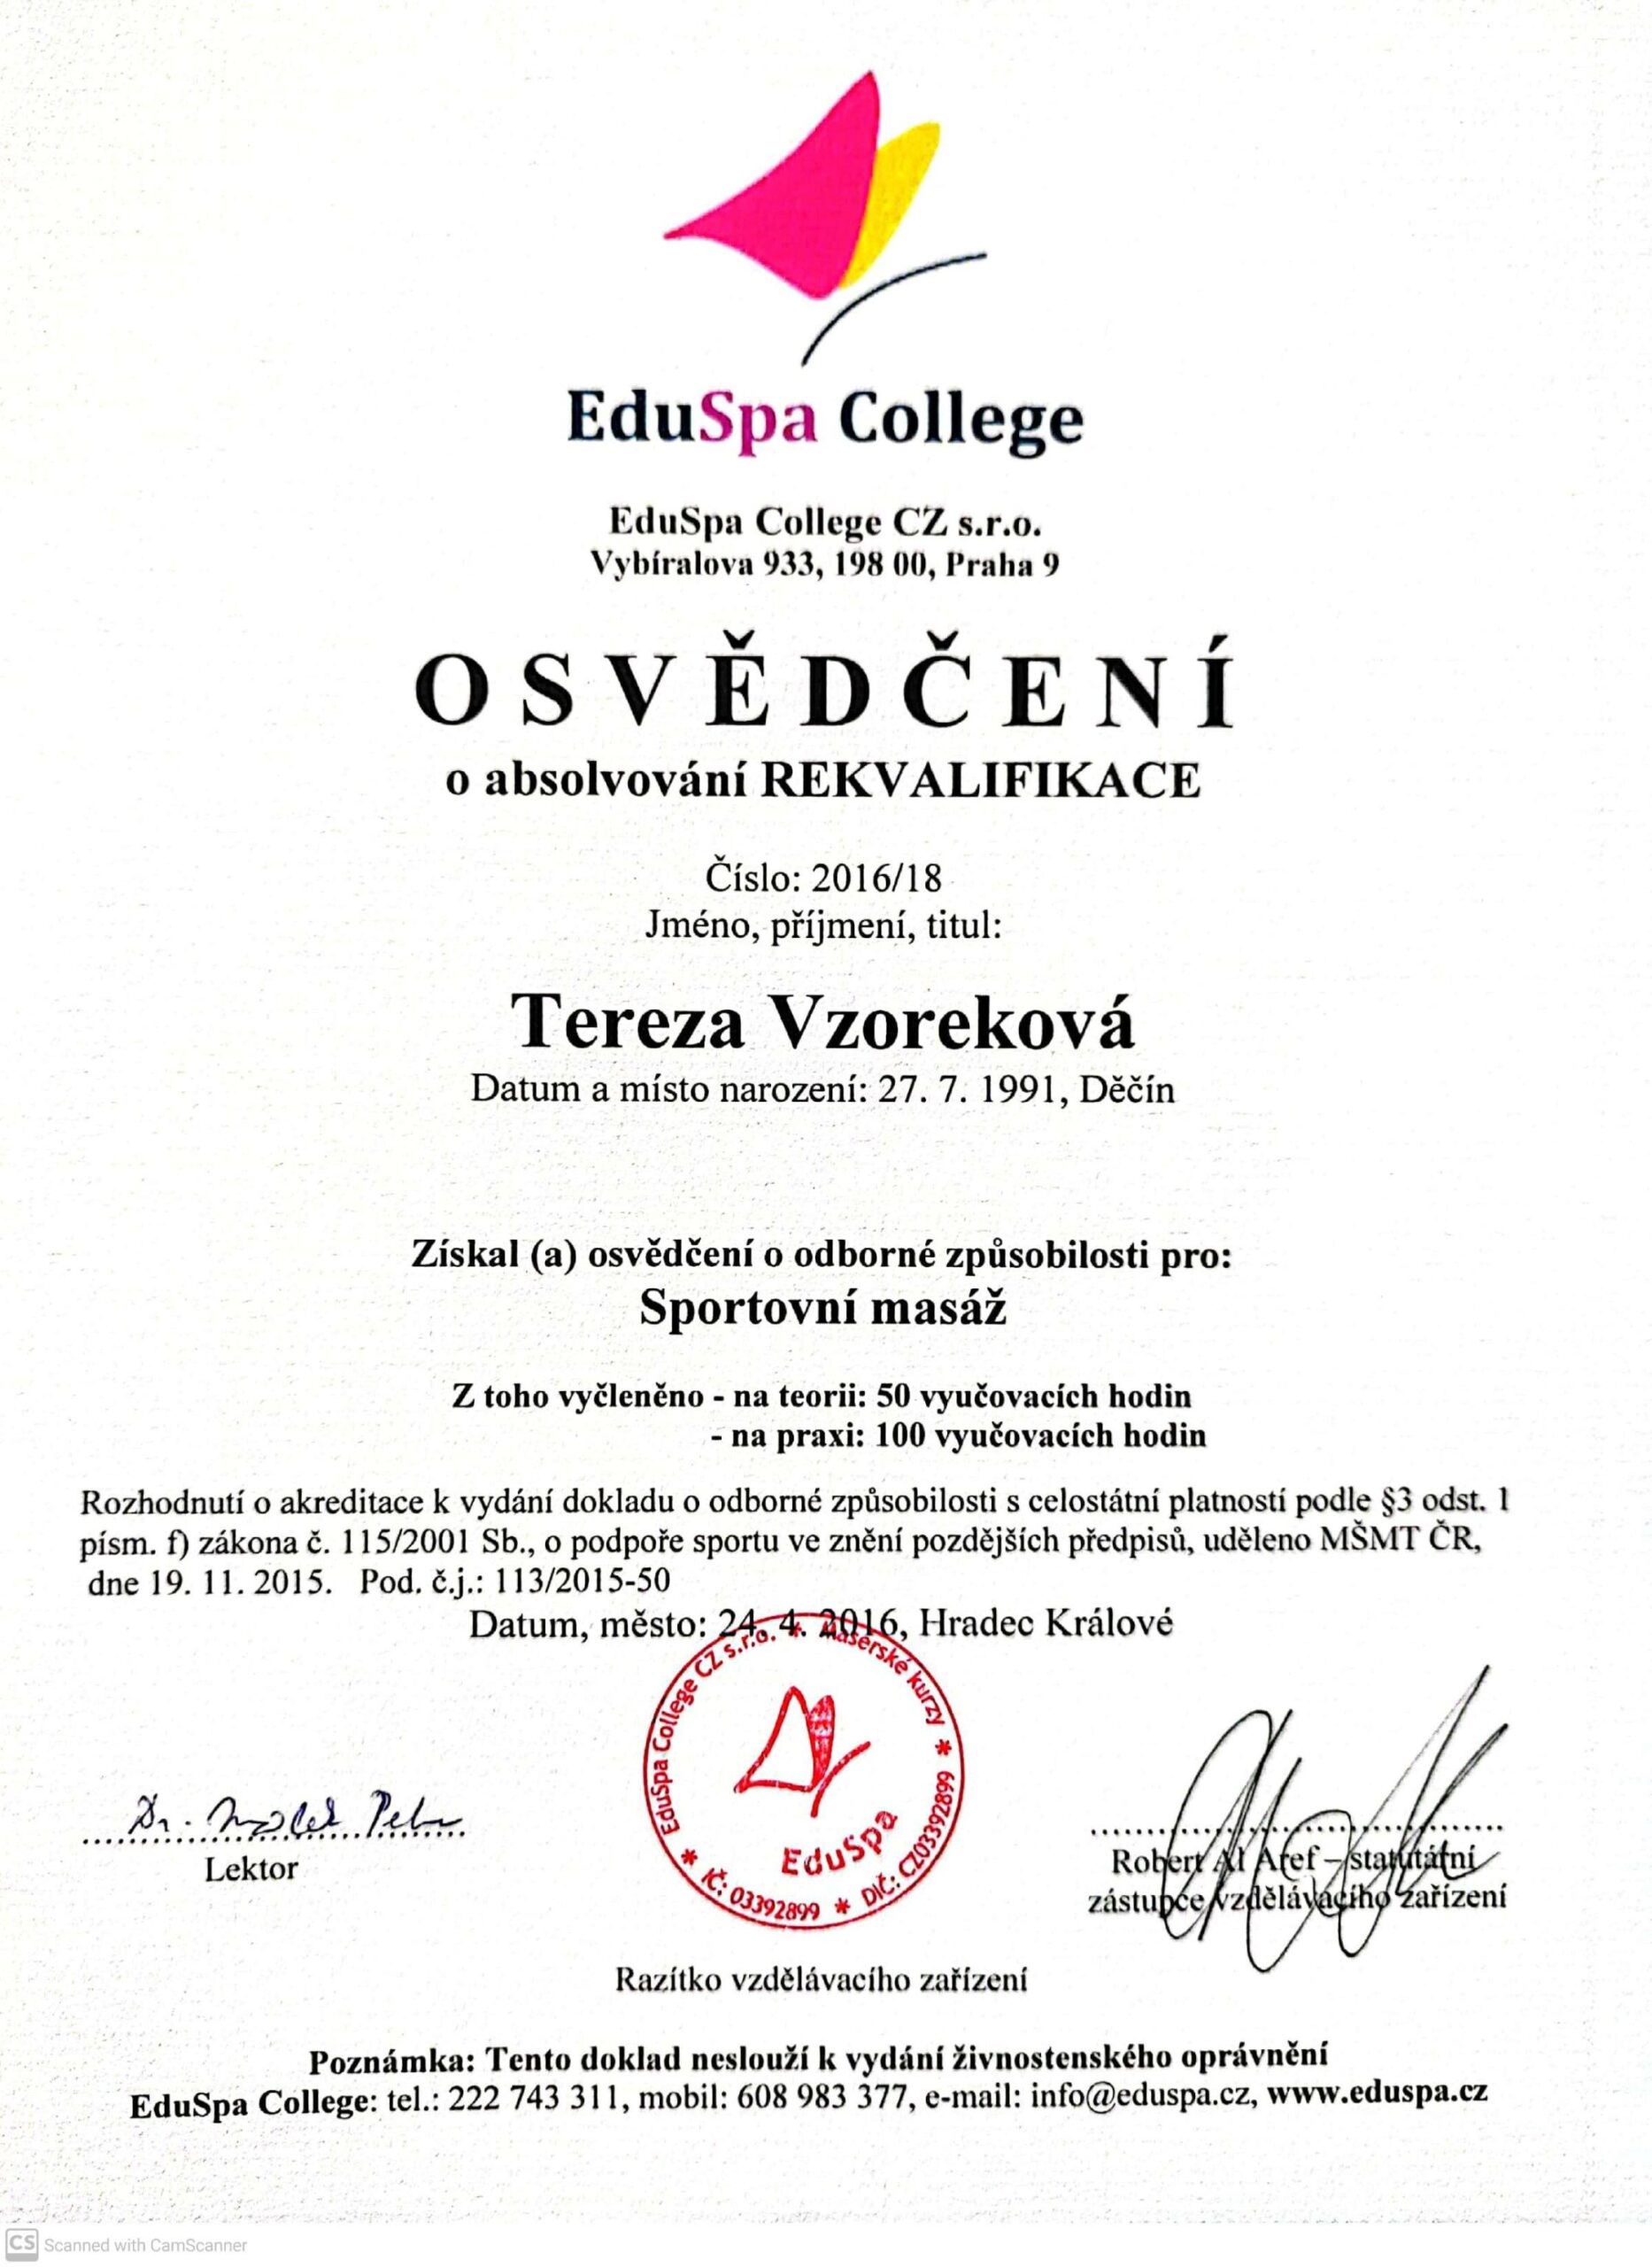 EduSpa College
EduSpa College CZ s.r.o.
Vybíralova 933, 198 00, Praha 9
OSVĚDČENÍ
o absolvování REKVALIFIKACE
Číslo: 2016/18
Jméno, příjmení, titul:
Tereza Vzoreková
Datum a místo narození: 27. 7. 1991, Děčín
Získal (a) osvědčení o odborné způsobilosti pro:
Sportovní masáž
Z toho vyčleněno - na teorii: 50 vyučovacích hodin
- na praxi: 100 vyučovacích hodin
Rozhodnutí o akreditace k vydání dokladu o odborné způsobilosti s celostátní platností podle §3 odst. 1
písm. f) zákona č. 115/2001 Sb., o podpoře sportu ve znění pozdějších předpisů, uděleno MŠMT ČR,
dne 19. 11. 2015. Pod. č.j.: 113/2015-50
Datum, město: 24. 4. 2016, Hradec Králové
EduSpa College CZ s.r.o. * Masérské kurzy *
EduSpa
* IČ: 03392899 * DIČ: CZ03392899
Dr.
Lektor
Robert Al Aref – statutární
zástupce vzdělávacího zařízení
Razítko vzdělávacího zařízení
Poznámka: Tento doklad neslouží k vydání živnostenského oprávnění
EduSpa College: tel.: 222 743 311, mobil: 608 983 377, e-mail: info@eduspa.cz, www.eduspa.cz
CS Scanned with CamScanner